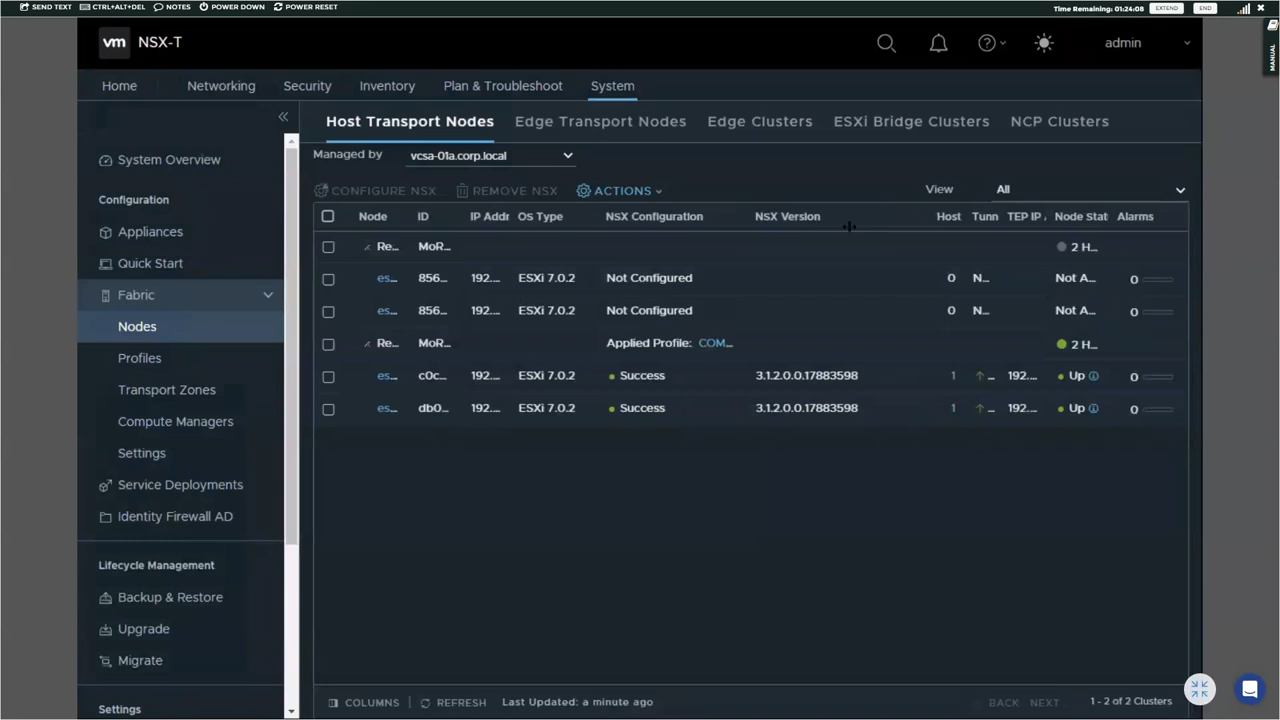 SEND TEXT CTRL+ALT+DEL NOTES POWER DOWN POWER RESET Time Remaining: 01:24:08 EXTEND END
MANUAL
vm NSX-T admin
Home Networking Security Inventory Plan & Troubleshoot System
System Overview
Configuration
Appliances
Quick Start
Fabric
Nodes
Profiles
Transport Zones
Compute Managers
Settings
Service Deployments
Identity Firewall AD
Lifecycle Management
Backup & Restore
Upgrade
Migrate
Settings
Host Transport Nodes Edge Transport Nodes Edge Clusters ESXi Bridge Clusters NCP Clusters
Managed by vcsa-01a.corp.local
CONFIGURE NSX REMOVE NSX ACTIONS View All
Node ID IP Addr OS Type NSX Configuration NSX Version Host Tunn TEP IP Node Stat Alarms
Re... MoR... 2 H...
es... 856... 192.... ESXi 7.0.2 Not Configured 0 N... Not A... 0
es... 856... 192.... ESXi 7.0.2 Not Configured 0 N... Not A... 0
Re... MoR... Applied Profile: COM... 2 H...
es... c0c... 192.... ESXi 7.0.2 Success 3.1.2.0.0.17883598 1 ... 192.... Up 0
es... db0... 192.... ESXi 7.0.2 Success 3.1.2.0.0.17883598 1 ... 192.... Up 0
COLUMNS REFRESH Last Updated: a minute ago BACK NEXT 1 - 2 of 2 Clusters